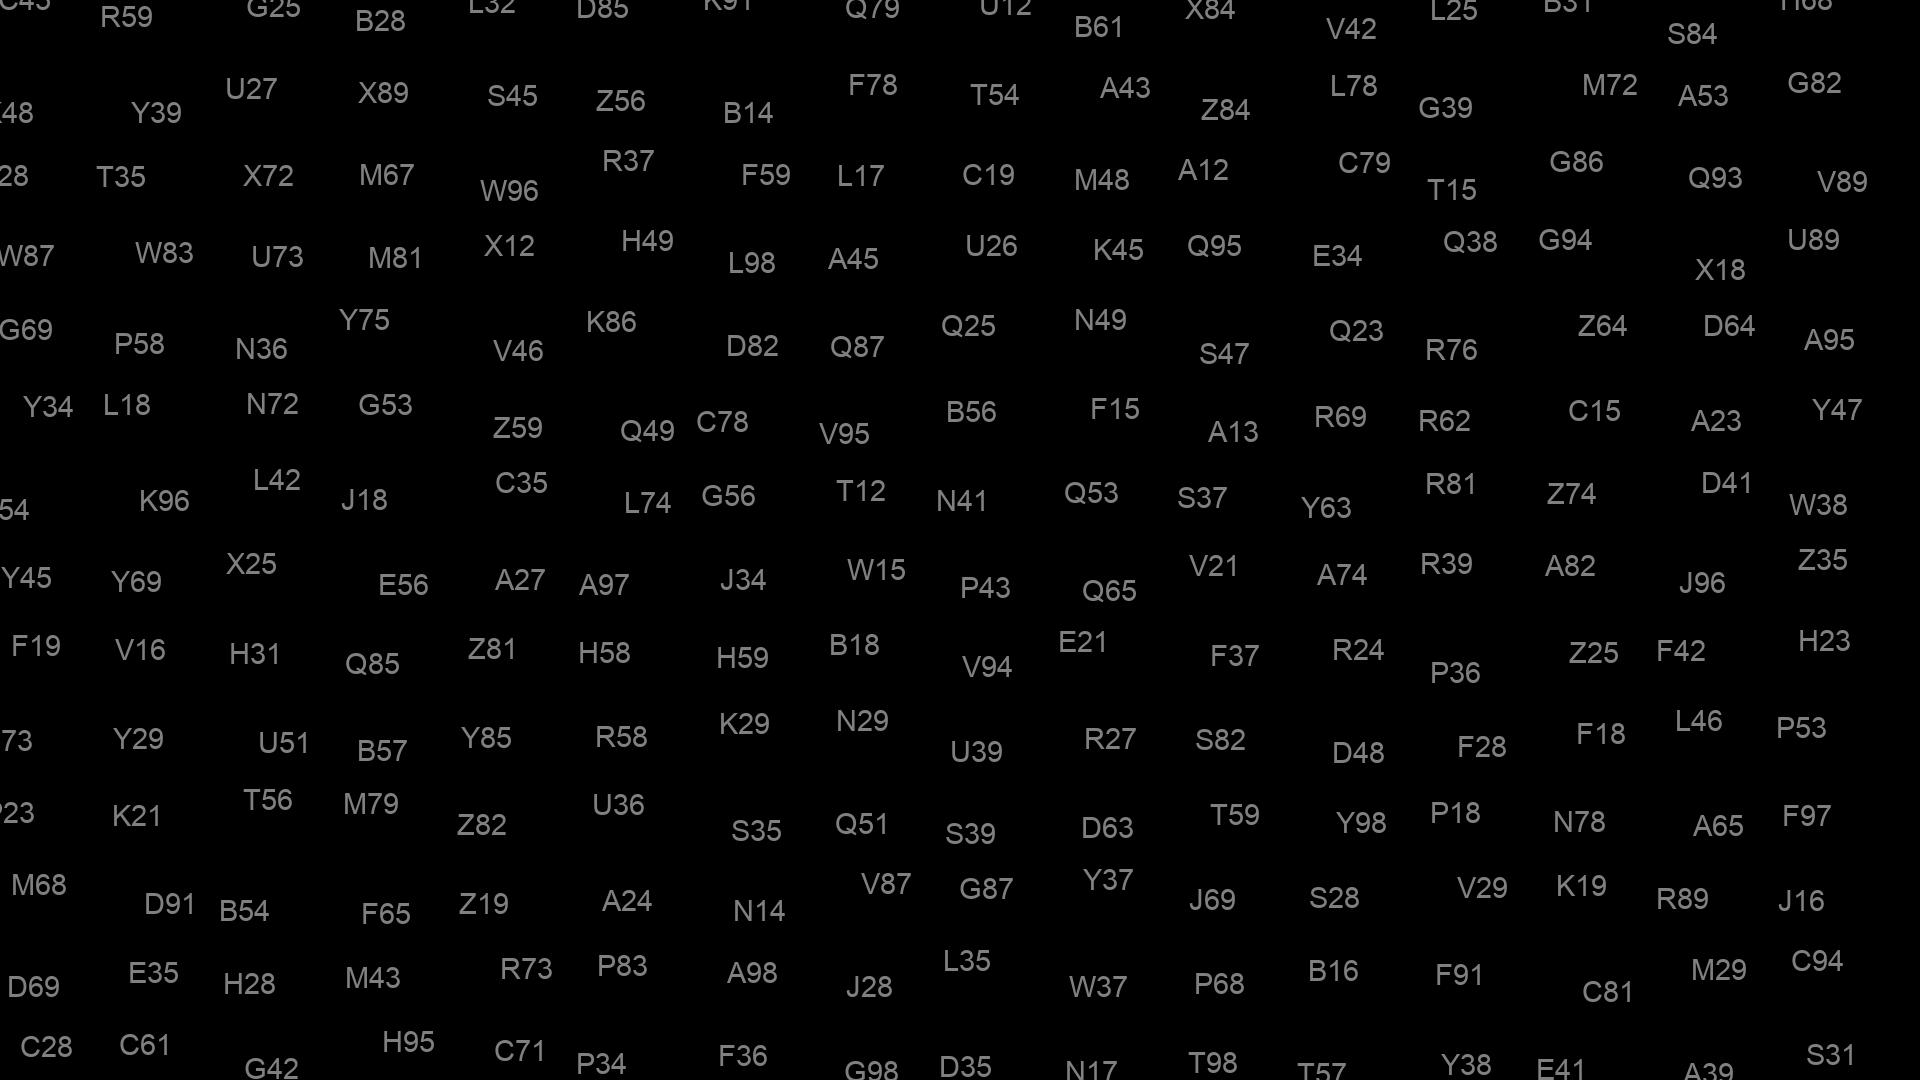 C45 R59 G25 B28 L32 D85 K91 Q79 U12 B61 X84 V42 L25 B31 S84 H68
Y39 U27 X89 S45 Z56 B14 F78 T54 A43 Z84 L78 G39 M72 A53 G82
28 T35 X72 M67 W96 R37 F59 L17 C19 M48 A12 C79 T15 G86 Q93 V89
W87 W83 U73 M81 X12 H49 L98 A45 U26 K45 Q95 E34 Q38 G94 X18 U89
G69 P58 N36 Y75 V46 K86 D82 Q87 Q25 N49 S47 Q23 R76 Z64 D64 A95
Y34 L18 N72 G53 Z59 Q49 C78 V95 B56 F15 A13 R69 R62 C15 A23 Y47
54 K96 L42 J18 C35 L74 G56 T12 N41 Q53 S37 Y63 R81 Z74 D41 W38
Y45 Y69 X25 E56 A27 A97 J34 W15 P43 Q65 V21 A74 R39 A82 J96 Z35
F19 V16 H31 Q85 Z81 H58 H59 B18 V94 E21 F37 R24 P36 Z25 F42 H23
73 Y29 U51 B57 Y85 R58 K29 N29 U39 R27 S82 D48 F28 F18 L46 P53
K21 T56 M79 Z82 U36 S35 Q51 S39 D63 T59 Y98 P18 N78 A65 F97
M68 D91 B54 F65 Z19 A24 N14 V87 G87 Y37 J69 S28 V29 K19 R89 J16
D69 E35 H28 M43 R73 P83 A98 J28 L35 W37 P68 B16 F91 C81 M29 C94
C28 C61 G42 H95 C71 P34 F36 G98 D35 N17 T98 T57 Y38 E41 A39 S31